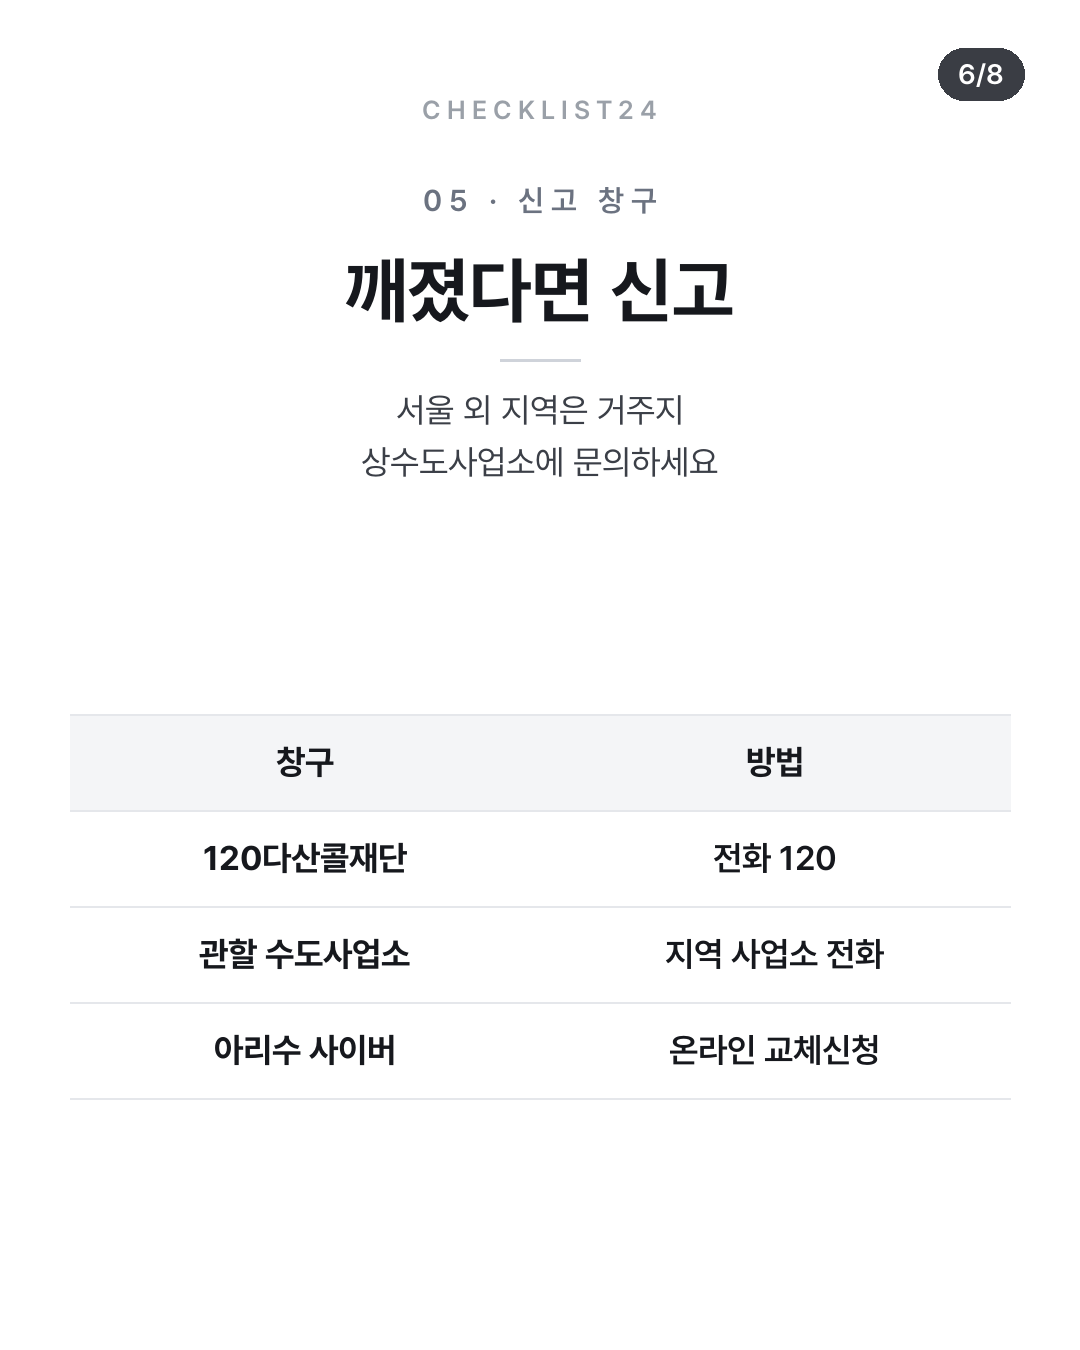 6/8
CHECKLIST24
05 · 신고 창구
깨졌다면 신고
서울 외 지역은 거주지
상수도사업소에 문의하세요
창구 방법
120다산콜재단 전화 120
관할 수도사업소 지역 사업소 전화
아리수 사이버 온라인 교체신청